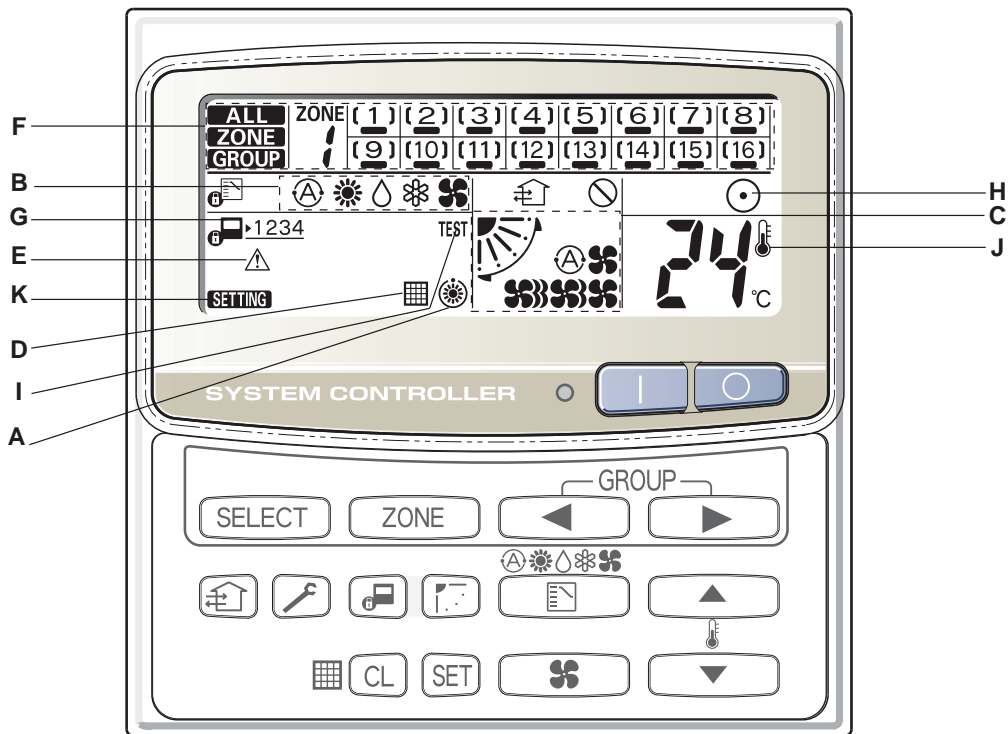 F
ALL ZONE (1) (2) (3) (4) (5) (6) (7) (8)
ZONE 1
GROUP (9) (10) (11) (12) (13) (14) (15) (16)
B
A
H
G
C
▸1234 TEST
E
24
J
A
K
SETTING
℃
D
I
SYSTEM CONTROLLER
A
GROUP
SELECT ZONE
A
CL SET